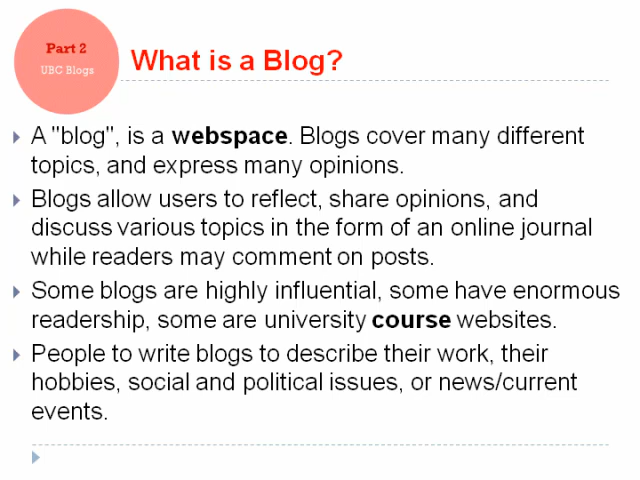 Part 2
UBC Blogs
What is a Blog?
A "blog", is a webspace. Blogs cover many different
topics, and express many opinions.
Blogs allow users to reflect, share opinions, and
discuss various topics in the form of an online journal
while readers may comment on posts.
Some blogs are highly influential, some have enormous
readership, some are university course websites.
People to write blogs to describe their work, their
hobbies, social and political issues, or news/current
events.